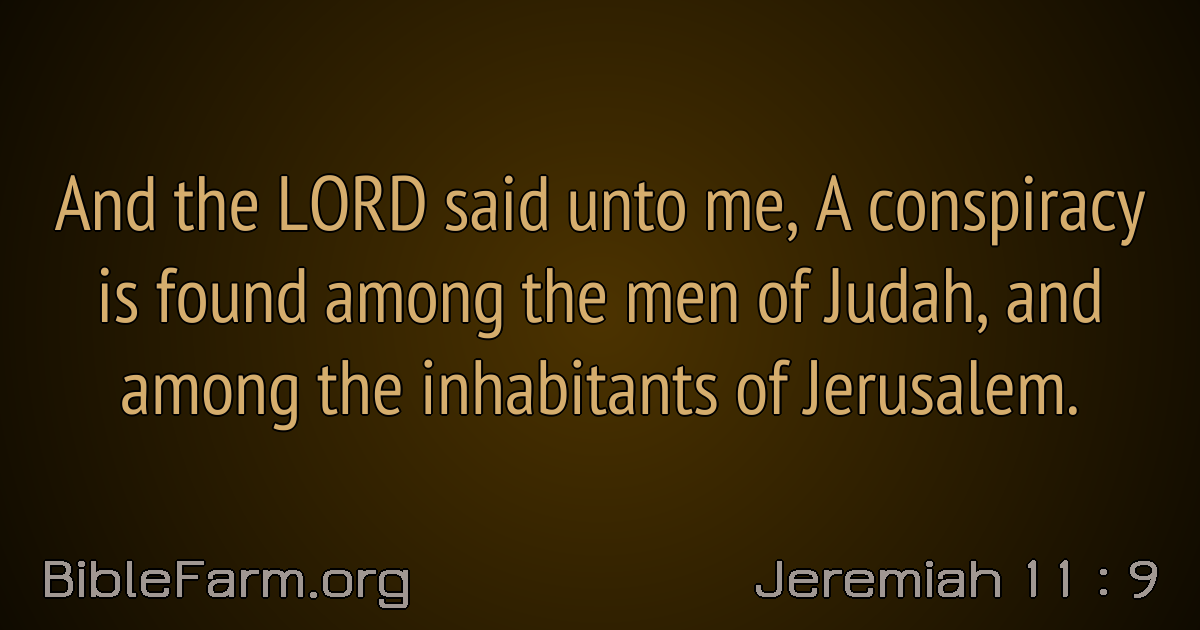 And the LORD said unto me, A conspiracy
is found among the men of Judah, and
among the inhabitants of Jerusalem.
BibleFarm.org
Jeremiah 11 : 9